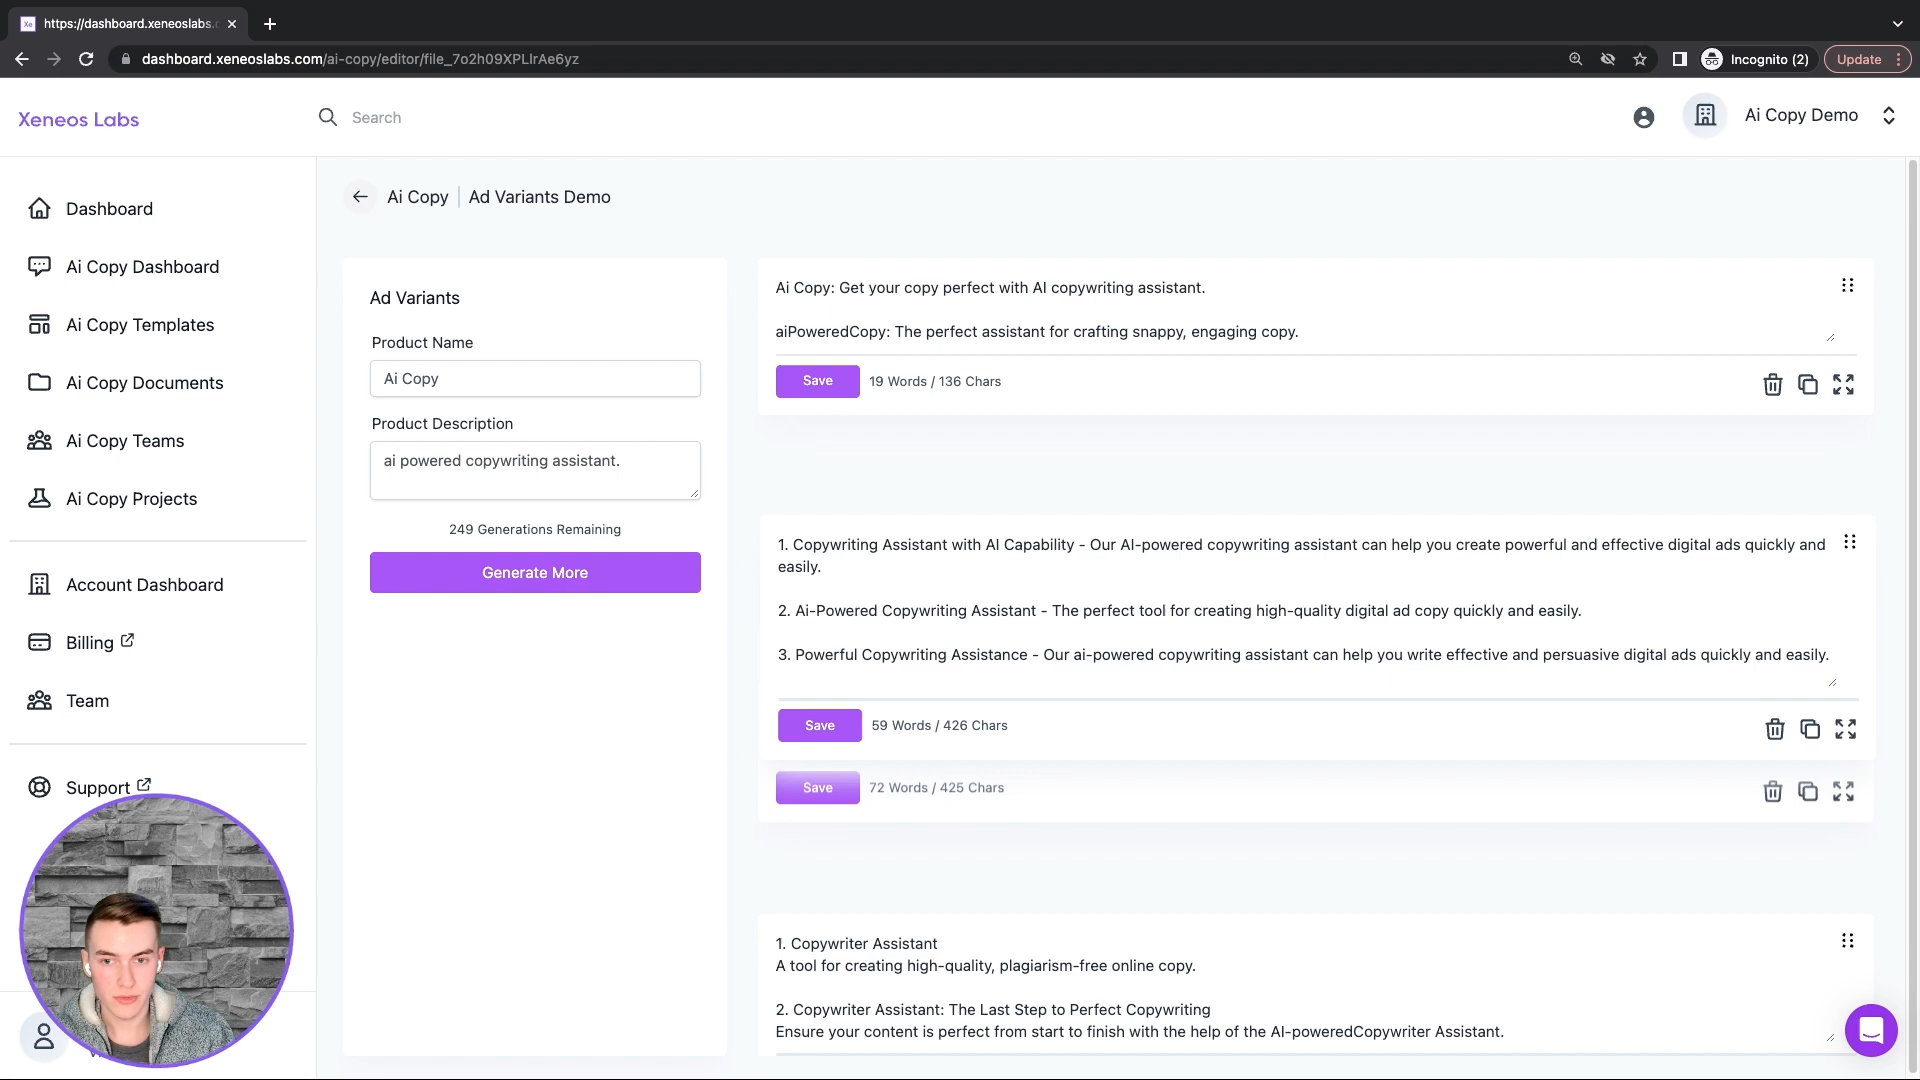 https://dashboard.xeneoslabs.
dashboard.xeneoslabs.com/ai-copy/editor/file_7o2h09XPLIrAe6yz
Incognito (2)
Update
Xeneos Labs
Search
Ai Copy Demo
Dashboard
Ai Copy Dashboard
Ai Copy Templates
Ai Copy Documents
Ai Copy Teams
Ai Copy Projects
Account Dashboard
Billing
Team
Support
Ai Copy | Ad Variants Demo
Ad Variants
Product Name
Ai Copy
Product Description
ai powered copywriting assistant.
249 Generations Remaining
Generate More
Ai Copy: Get your copy perfect with AI copywriting assistant.
aiPoweredCopy: The perfect assistant for crafting snappy, engaging copy.
Save
19 Words / 136 Chars
1. Copywriting Assistant with AI Capability - Our AI-powered copywriting assistant can help you create powerful and effective digital ads quickly and
easily.
2. Ai-Powered Copywriting Assistant - The perfect tool for creating high-quality digital ad copy quickly and easily.
3. Powerful Copywriting Assistance - Our ai-powered copywriting assistant can help you write effective and persuasive digital ads quickly and easily.
Save
59 Words / 426 Chars
Save
72 Words / 425 Chars
1. Copywriter Assistant
A tool for creating high-quality, plagiarism-free online copy.
2. Copywriter Assistant: The Last Step to Perfect Copywriting
Ensure your content is perfect from start to finish with the help of the AI-poweredCopywriter Assistant.